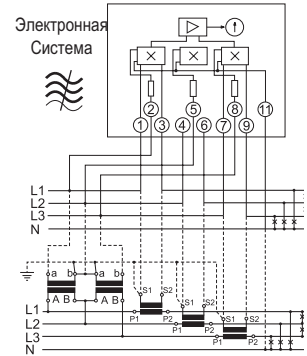 Электронная
Система
2 5 8 11
1 3 4 6 7 9
L1
L2
L3
N
a b a b
A B A B
S1 S2 S1 S2 S1 S2
L1 P1 P2
L2 P1 P2
L3 P1 P2
N